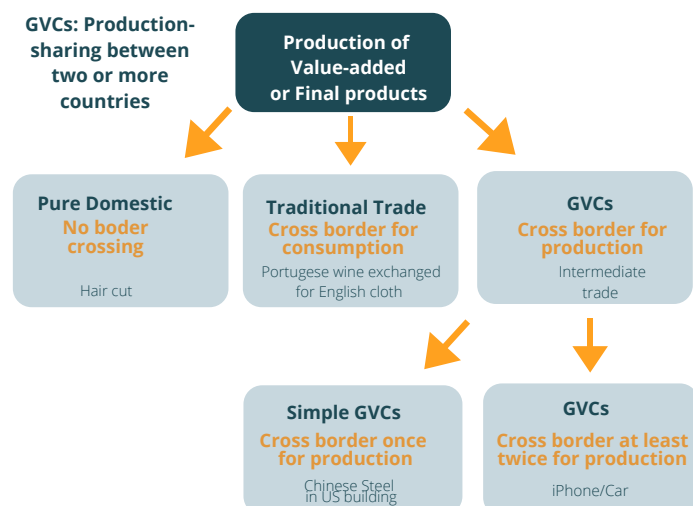 GVCs: Production-
sharing between
two or more
countries
Production of
Value-added
or Final products
Pure Domestic
No boder
crossing
Hair cut
Traditional Trade
Cross border for
consumption
Portugese wine exchanged
for English cloth
GVCs
Cross border for
production
Intermediate
trade
Simple GVCs
Cross border once
for production
Chinese Steel
in US building
GVCs
Cross border at least
twice for production
iPhone/Car